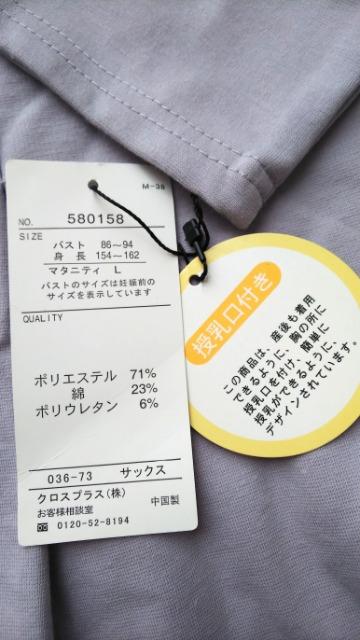 M-38
NO. 580158
SIZE
バスト 86〜94
身長 154〜162
マタニティ L
バストのサイズは妊娠前の
サイズを表示しています
QUALITY
ポリエステル 71%
綿 23%
ポリウレタン 6%
036-73 サックス
クロスプラス(株)
お客様相談室 中国製
0120-52-8194
授乳口付き
この商品は、産後も着用
できるように、胸の所に
授乳口を付け、簡単に
授乳ができるように、
デザインされています。